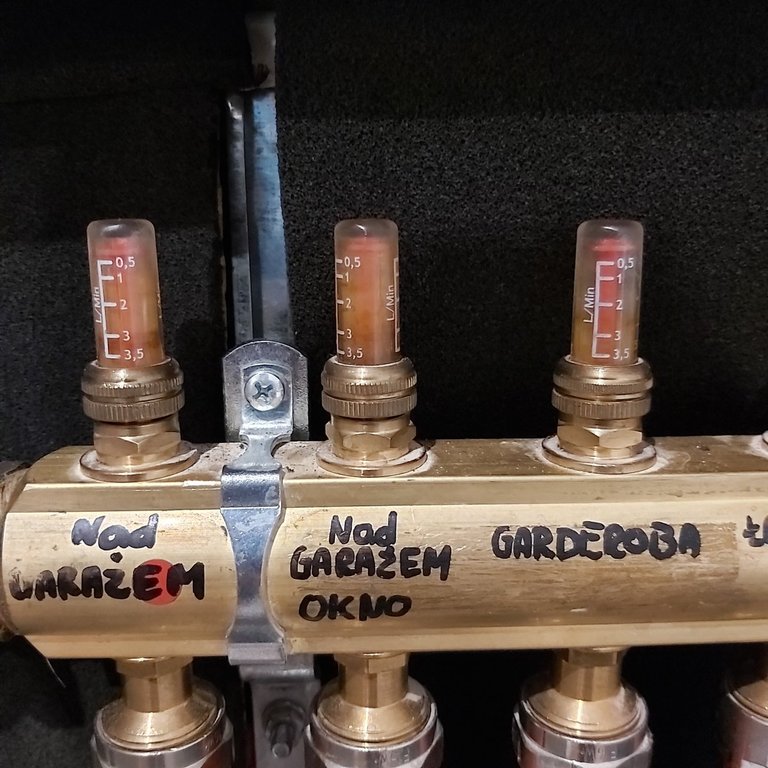 0,5
1
2
3
3,5
L/Min
0,5
1
2
3
3,5
L/Min
0,5
1
2
3
3,5
L/Min
Nad
GARAŻEM
Nad
GARAŻEM
OKNO
GARDEROBA